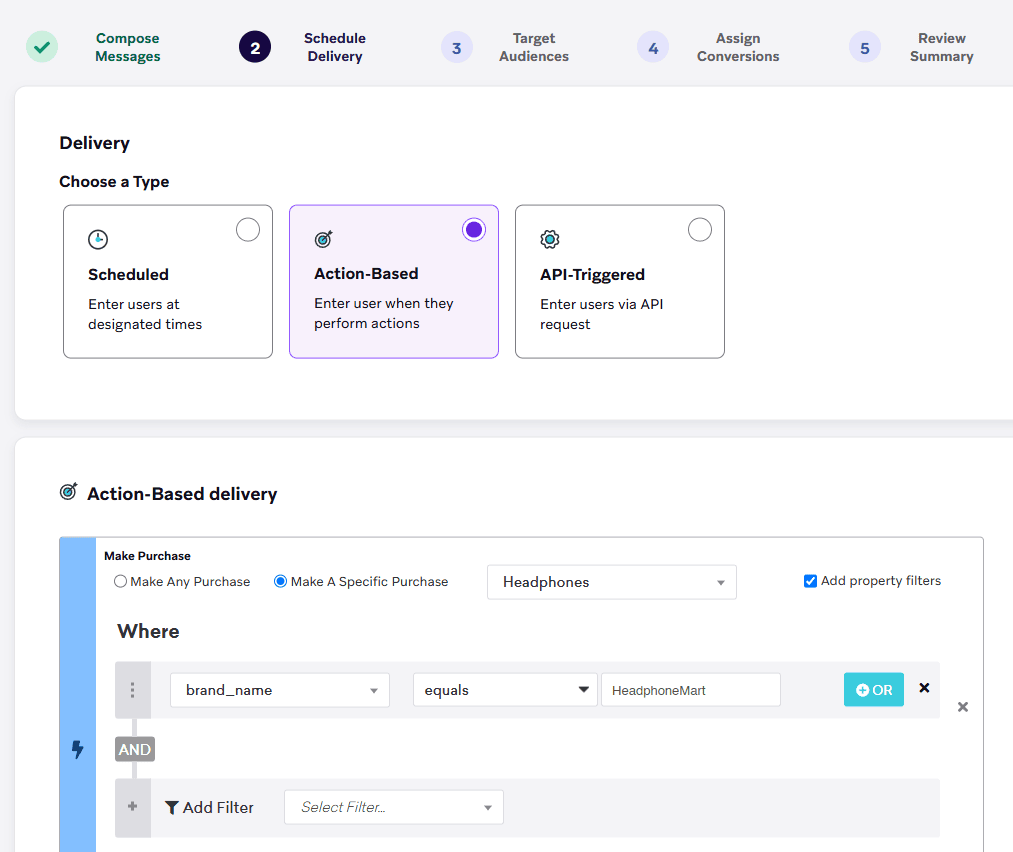 Compose
Messages
2
Schedule
Delivery
3
Target
Audiences
4
Assign
Conversions
5
Review
Summary
Delivery
Choose a Type
Scheduled
Enter users at
designated times
Action-Based
Enter user when they
perform actions
API-Triggered
Enter users via API
request
Action-Based delivery
Make Purchase
Make Any Purchase
Make A Specific Purchase
Headphones
Add property filters
Where
brand_name
equals
HeadphoneMart
OR
AND
Add Filter
Select Filter...